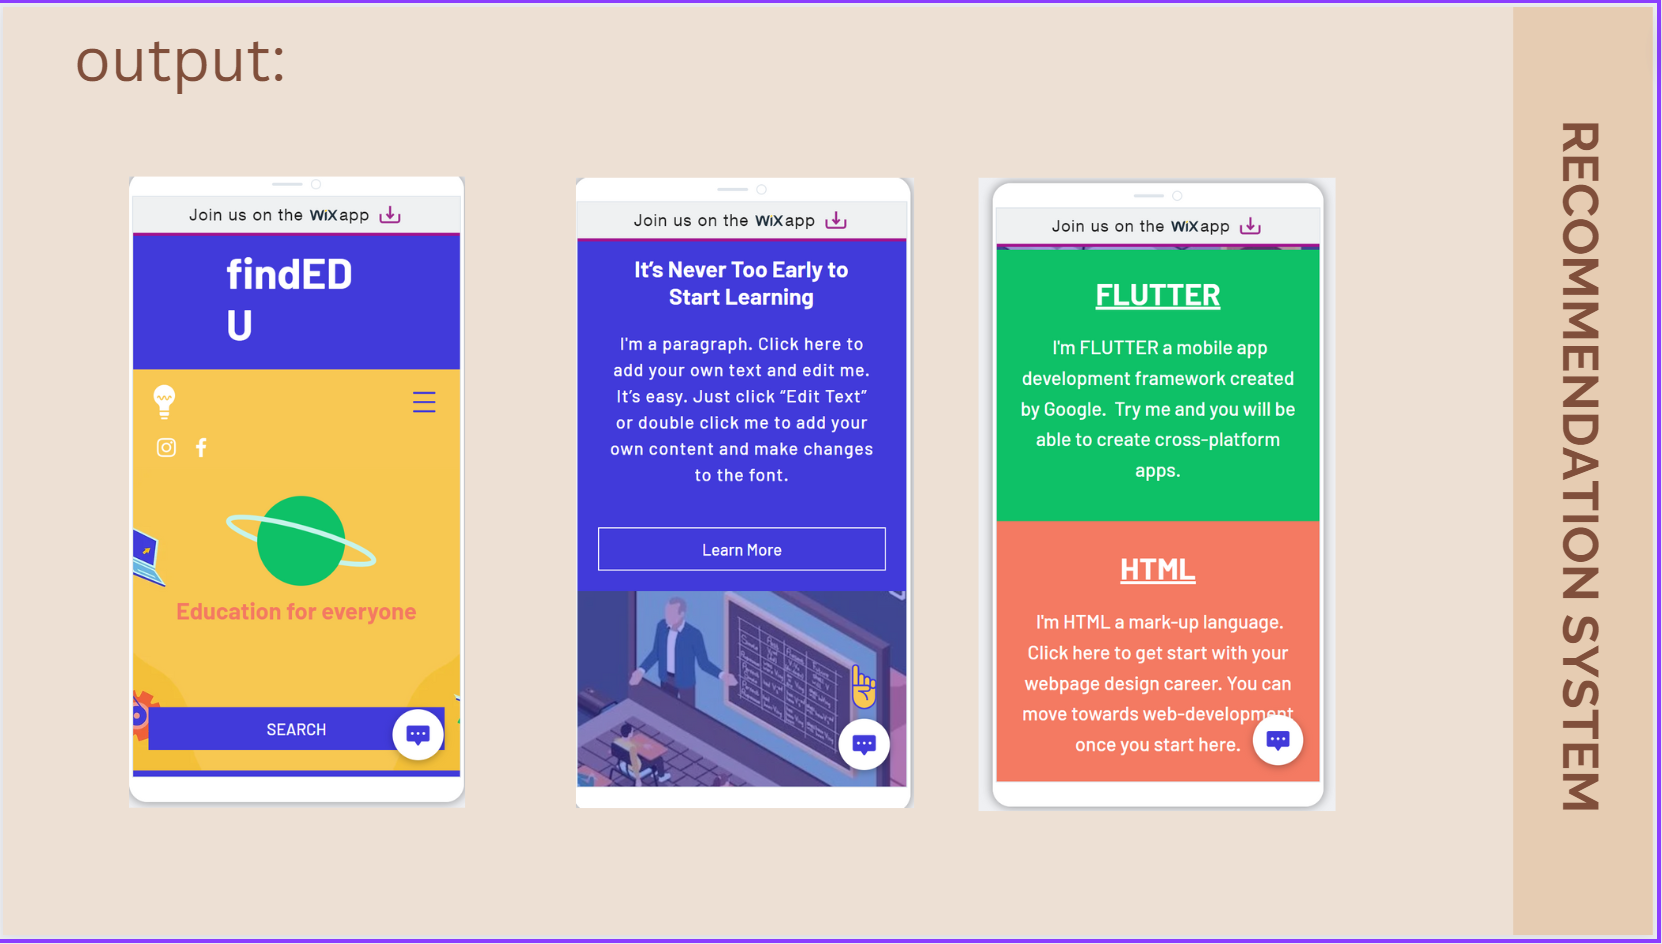 output:
Join us on the WiX app
findED
U
Education for everyone
SEARCH
Join us on the WiX app
It's Never Too Early to
Start Learning
I'm a paragraph. Click here to
add your own text and edit me.
It's easy. Just click “Edit Text”
or double click me to add your
own content and make changes
to the font.
Learn More
Join us on the WiX app
FLUTTER
I'm FLUTTER a mobile app
development framework created
by Google. Try me and you will be
able to create cross-platform
apps.
HTML
I'm HTML a mark-up language.
Click here to get start with your
webpage design career. You can
move towards web-development
once you start here.
RECOMMENDATION SYSTEM